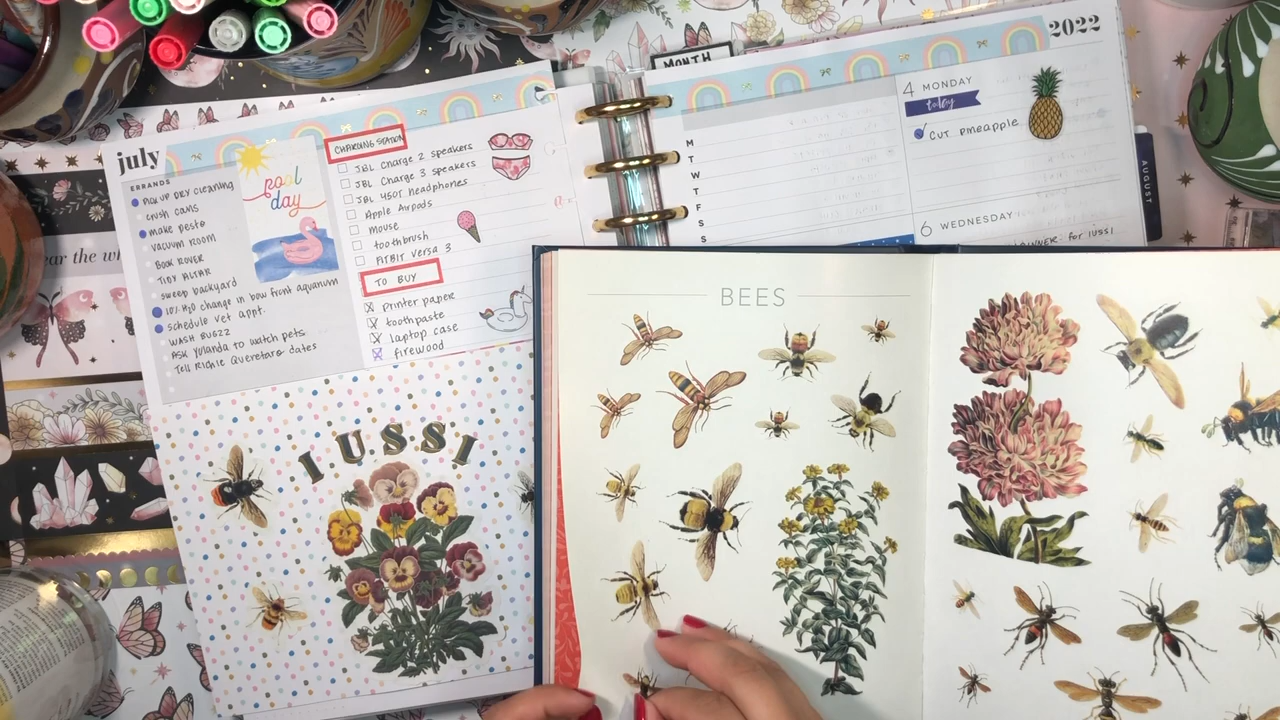 MONTH
2022
july
ERRANDS
PICK UP DRY CLEANING
CRUSH CANS
MAKE PESTO
VACUUM ROOM
BOOK ROVER
TIDY ALTAR
sweep backyard
10% H2O change in bow front aquarium
schedule vet appt.
WASH BUGZZ
ASK Yulanda to watch pets
Tell Richie Queretaro dates
pool
day
CHARGING STATION
JBL Charge 2 speakers
JBL Charge 3 speakers
JBL 450T headphones
Apple Airpods
Mouse
toothbrush
FITBIT Versa 3
TO BUY
printer paper
toothpaste
laptop case
firewood
I.U.S.S.I
M
T
W
T
F
S
S
4 MONDAY
today
CUT PINEAPPLE
6 WEDNESDAY
DINNER: for IUSSI
AUGUST
BEES